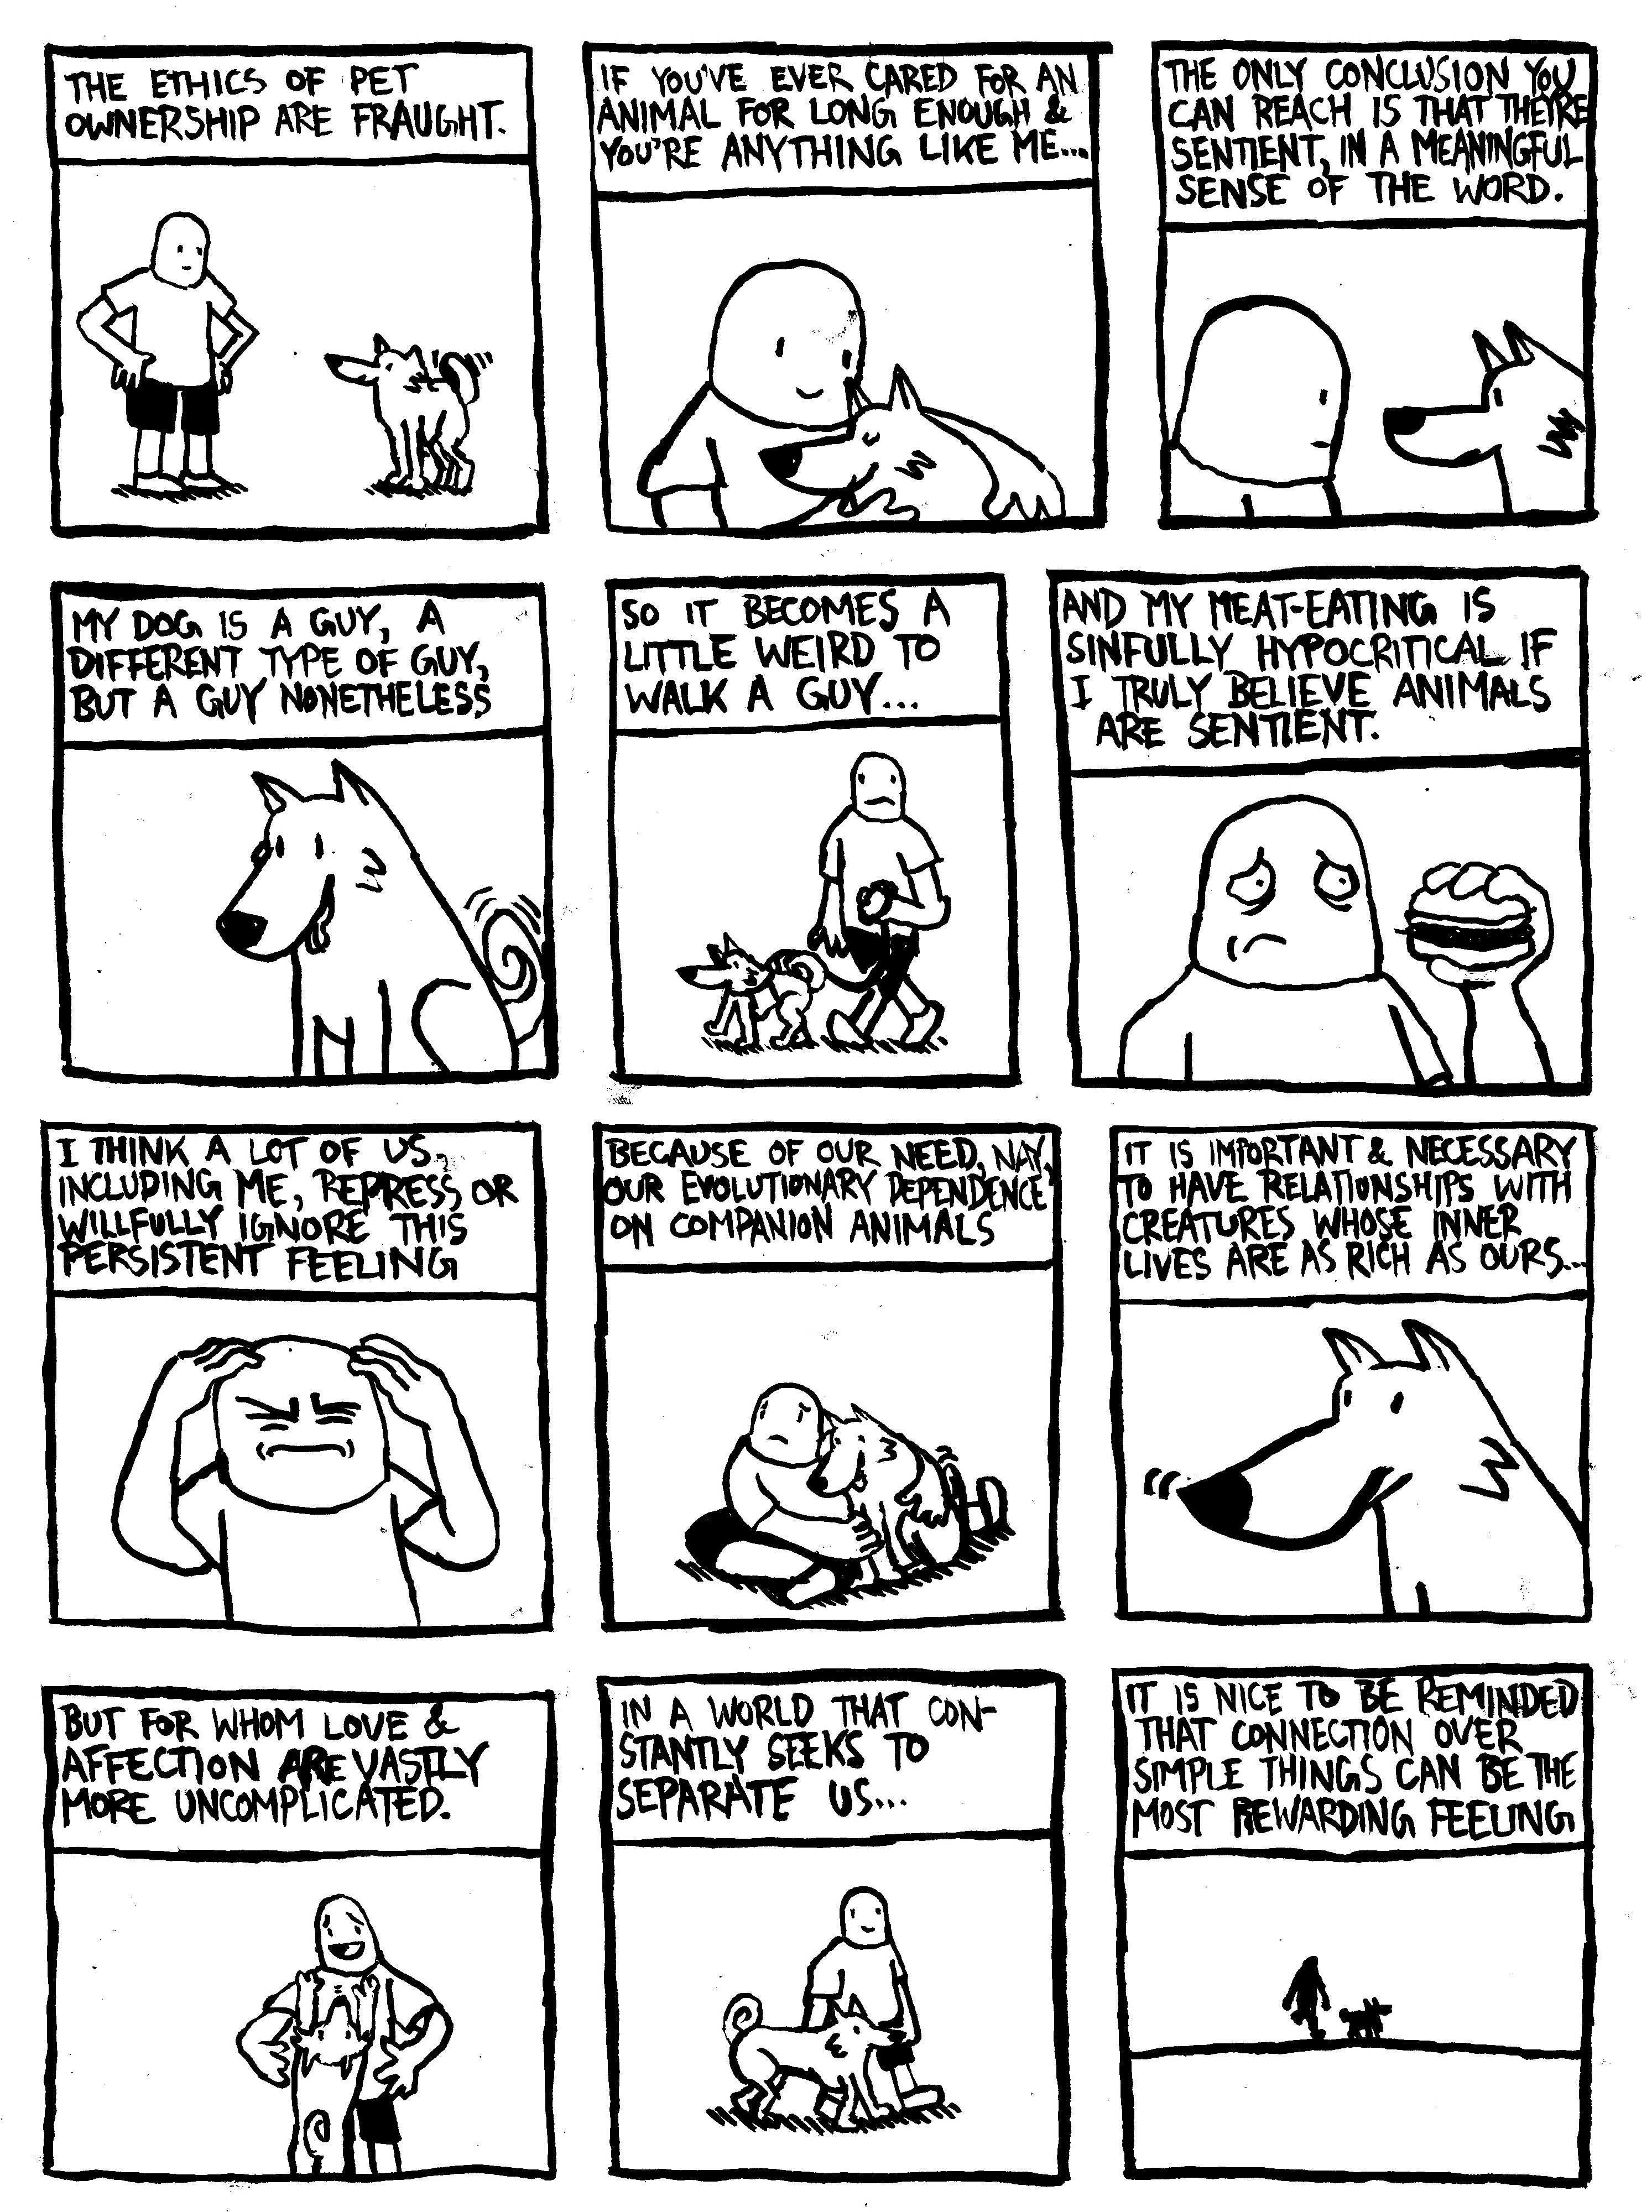 THE ETHICS OF PET
OWNERSHIP ARE FRAUGHT.
IF YOU'VE EVER CARED FOR AN
ANIMAL FOR LONG ENOUGH &
YOU'RE ANYTHING LIKE ME...
THE ONLY CONCLUSION YOU
CAN REACH IS THAT THEY'RE
SENTIENT, IN A MEANINGFUL
SENSE OF THE WORD.
MY DOG IS A GUY, A
DIFFERENT TYPE OF GUY,
BUT A GUY NONETHELESS
SO IT BECOMES A
LITTLE WEIRD TO
WALK A GUY...
AND MY MEAT-EATING IS
SINFULLY HYPOCRITICAL IF
I TRULY BELIEVE ANIMALS
ARE SENTIENT.
I THINK A LOT OF US,
INCLUDING ME, REPRESS OR
WILLFULLY IGNORE THIS
PERSISTENT FEELING
BECAUSE OF OUR NEED, NAY,
OUR EVOLUTIONARY DEPENDENCE
ON COMPANION ANIMALS
IT IS IMPORTANT & NECESSARY
TO HAVE RELATIONSHIPS WITH
CREATURES WHOSE INNER
LIVES ARE AS RICH AS OURS...
BUT FOR WHOM LOVE &
AFFECTION ARE VASTLY
MORE UNCOMPLICATED.
IN A WORLD THAT CON-
STANTLY SEEKS TO
SEPARATE US...
IT IS NICE TO BE REMINDED
THAT CONNECTION OVER
SIMPLE THINGS CAN BE THE
MOST REWARDING FEELING